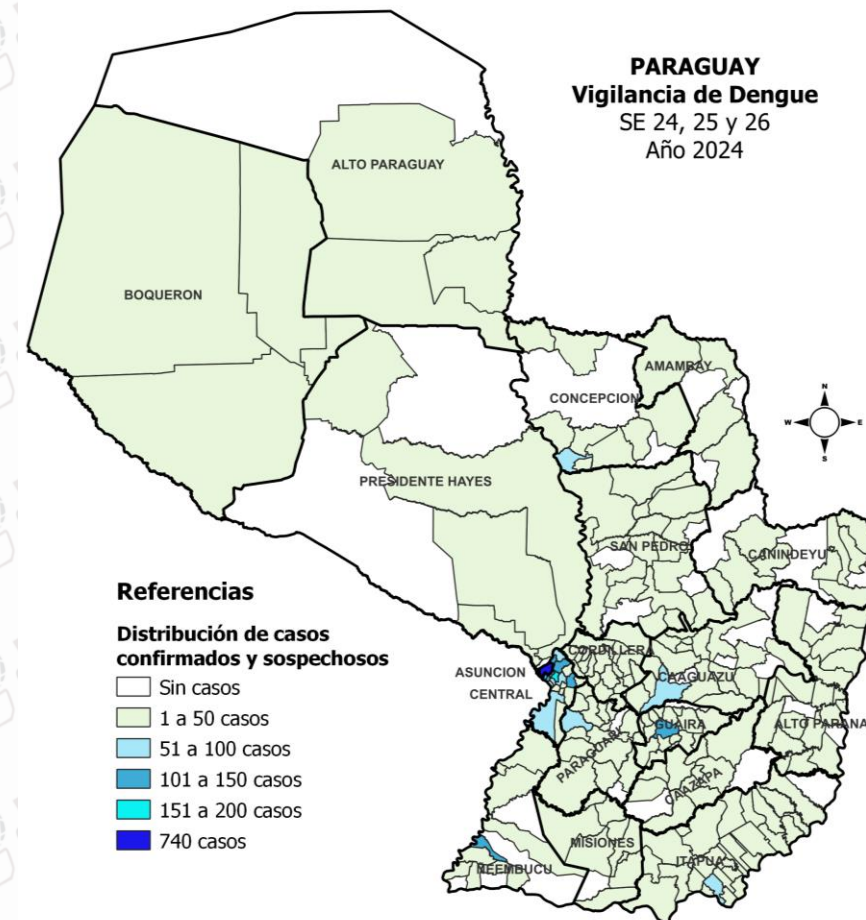 PARAGUAY
Vigilancia de Dengue
SE 24, 25 y 26
Año 2024
ALTO PARAGUAY
BOQUERON
AMAMBAY
CONCEPCION
N
W
E
S
PRESIDENTE HAYES
SAN PEDRO
CANINDEYU
Referencias
Distribución de casos
confirmados y sospechosos
Sin casos
1 a 50 casos
51 a 100 casos
101 a 150 casos
151 a 200 casos
740 casos
CORDILLERA
ASUNCION
CENTRAL
CAAGUAZU
GUAIRA
ALTO PARANA
PARAGUARI
CAAZAPA
MISIONES
ITAPUA
ÑEEMBUCU